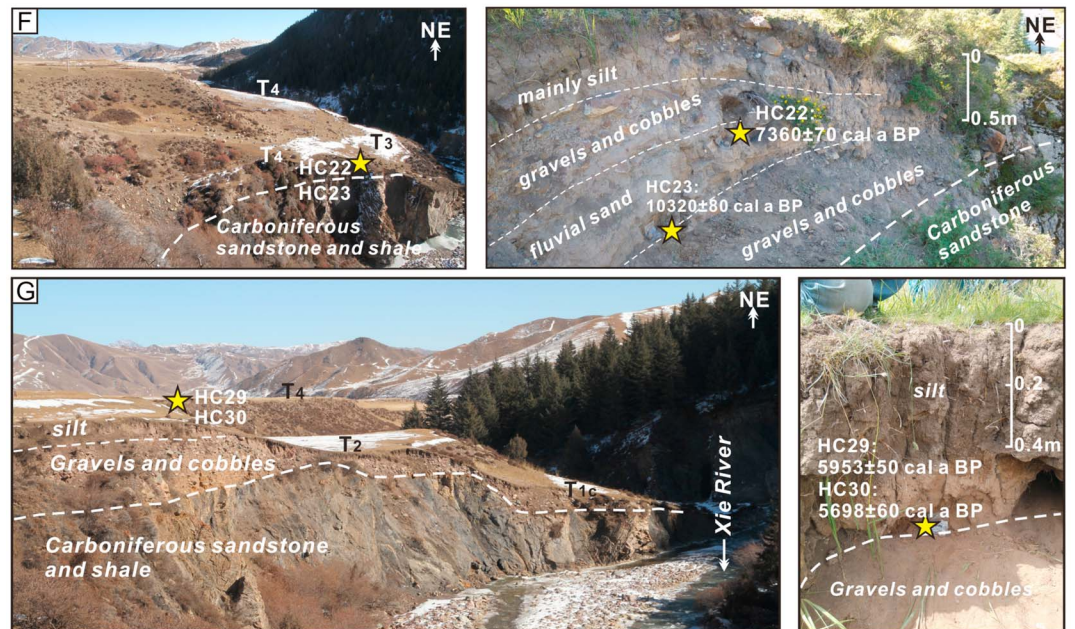 F
NE
T4
T3
T4
HC22
HC23
Carboniferous
sandstone and shale
NE
0
0.5m
mainly silt
gravels and cobbles
HC22:
7360±70 cal a BP
HC23:
10320±80 cal a BP
fluvial sand
gravels and cobbles
Carboniferous
sandstone
G
NE
HC29
HC30
T4
silt
T2
Gravels and cobbles
T1c
Xie River
Carboniferous sandstone
and shale
0
silt
0.2
0.4m
HC29:
5953±50 cal a BP
HC30:
5698±60 cal a BP
Gravels and cobbles